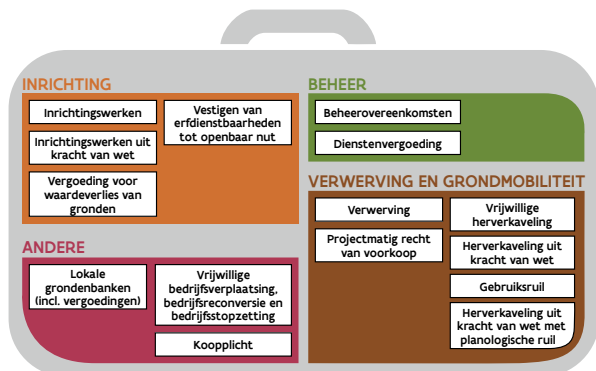 INRICHTING
Inrichtingswerken
Inrichtingswerken uit
kracht van wet
Vergoeding voor
waardeverlies van
gronden
Vestigen van
erfdienstbaarheden
tot openbaar nut
BEHEER
Beheerovereenkomsten
Dienstenvergoeding
ANDERE
Lokale
grondenbanken
(incl. vergoedingen)
Vrijwillige
bedrijfsverplaatsing,
bedrijfsreconversie en
bedrijfsstopzetting
Koopplicht
VERWERVING EN GRONDMOBILITEIT
Verwerving
Projectmatig recht
van voorkoop
Vrijwillige
herverkaveling
Herverkaveling uit
kracht van wet
Gebruiksruil
Herverkaveling uit
kracht van wet met
planologische ruil